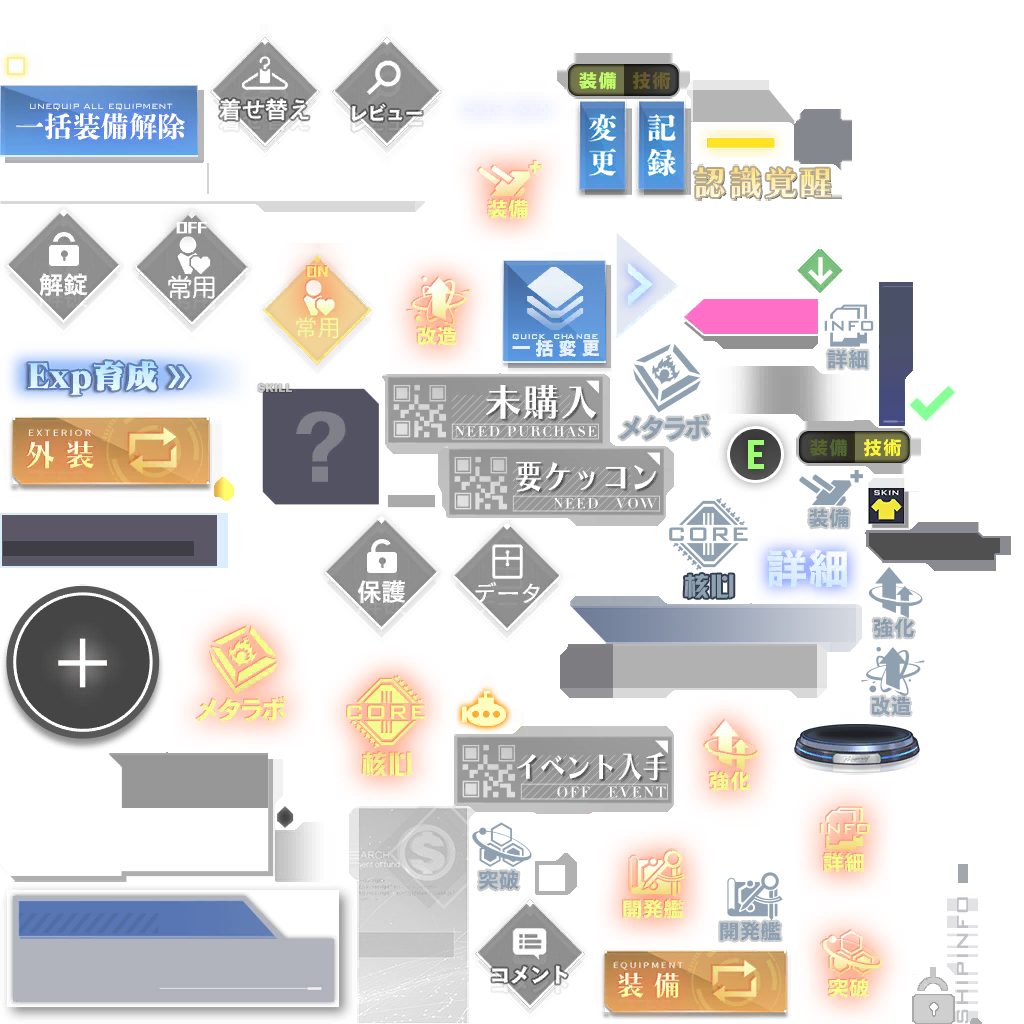 UNEQUIP ALL EQUIPMENT
一括装備解除
着せ替え
レビュー
装備 技術
変更
記録
認識覚醒
装備
解錠
OFF
常用
ON
常用
改造
QUICK CHANGE
一括変更
INFO
詳細
Exp育成 》
SKILL
?
未購入
NEED PURCHASE
メタラボ
EXTERIOR
外装
E
装備 技術
要ケッコン
NEED VOW
装備
SKIN
CORE
核心
詳細
保護
データ
強化
+
メタラボ
CORE
核心
改造
イベント入手
OFF EVENT
強化
INFO
詳細
S
突破
開発艦
開発艦
コメント
EQUIPMENT
装備
突破
SHIPINFO